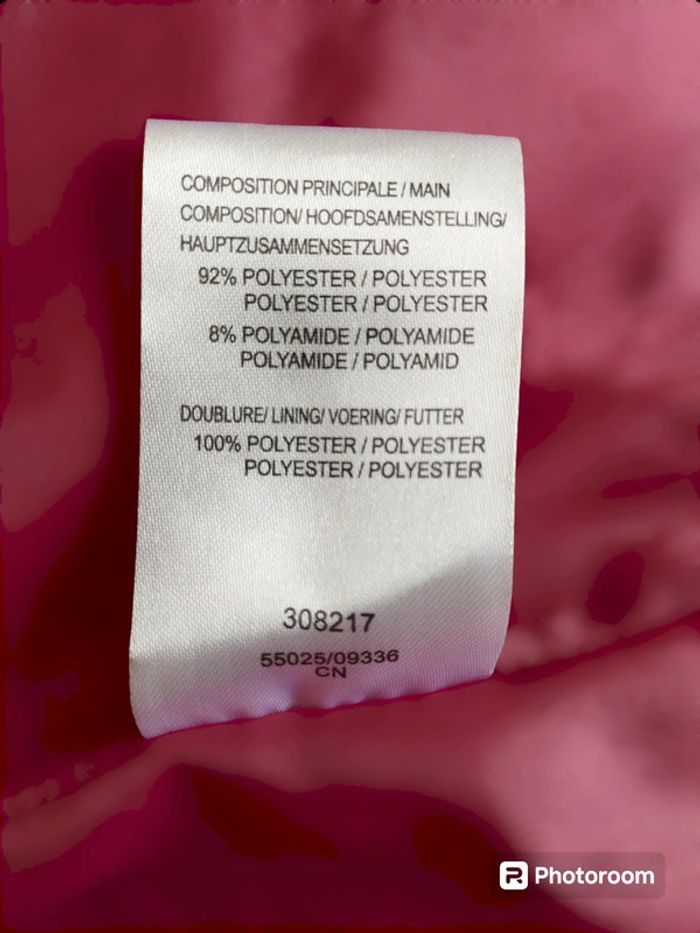 COMPOSITION PRINCIPALE / MAIN
COMPOSITION/ HOOFDSAMENSTELLING/
HAUPTZUSAMMENSETZUNG
92% POLYESTER / POLYESTER
POLYESTER / POLYESTER
8% POLYAMIDE / POLYAMIDE
POLYAMIDE / POLYAMID
DOUBLURE/ LINING/ VOERING/ FUTTER
100% POLYESTER / POLYESTER
POLYESTER / POLYESTER
308217
55025/09336
CN
Photoroom